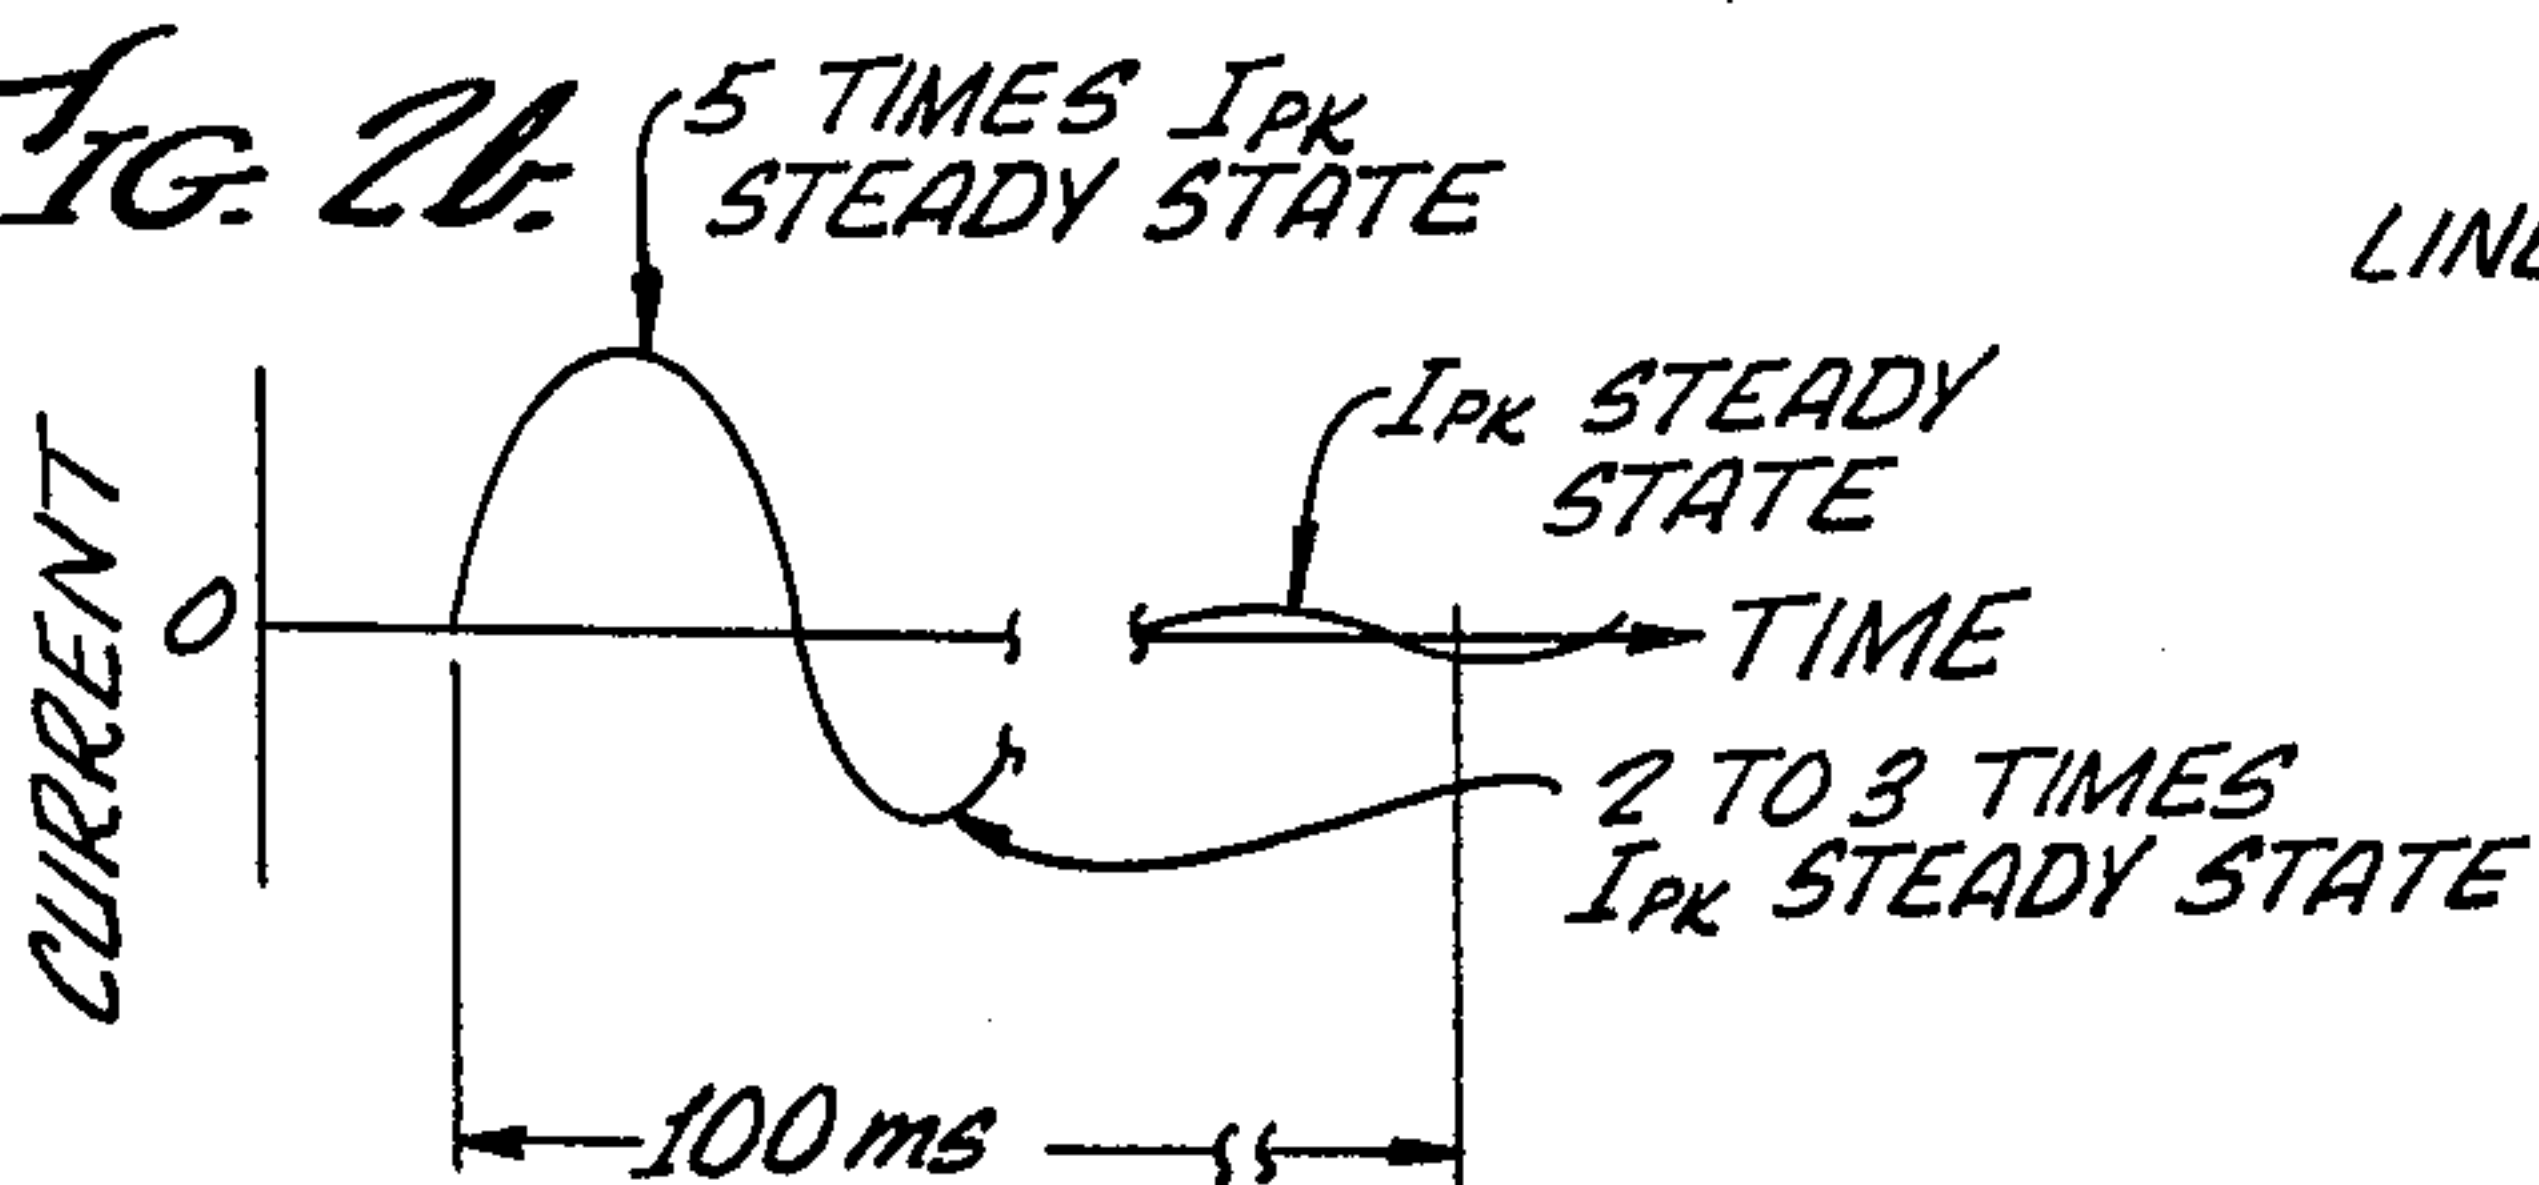 FIG. 2b.
5 TIMES IPK
STEADY STATE
LINE
IPK STEADY
STATE
CURRENT
0
TIME
2 TO 3 TIMES
IPK STEADY STATE
100 ms